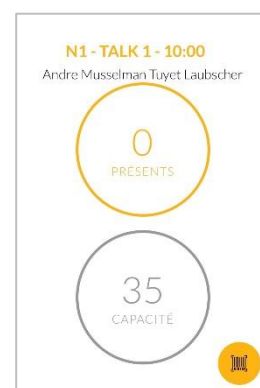 N1 - TALK 1 - 10:00
Andre Musselman Tuyet Laubscher
0
PRÉSENTS
35
CAPACITÉ